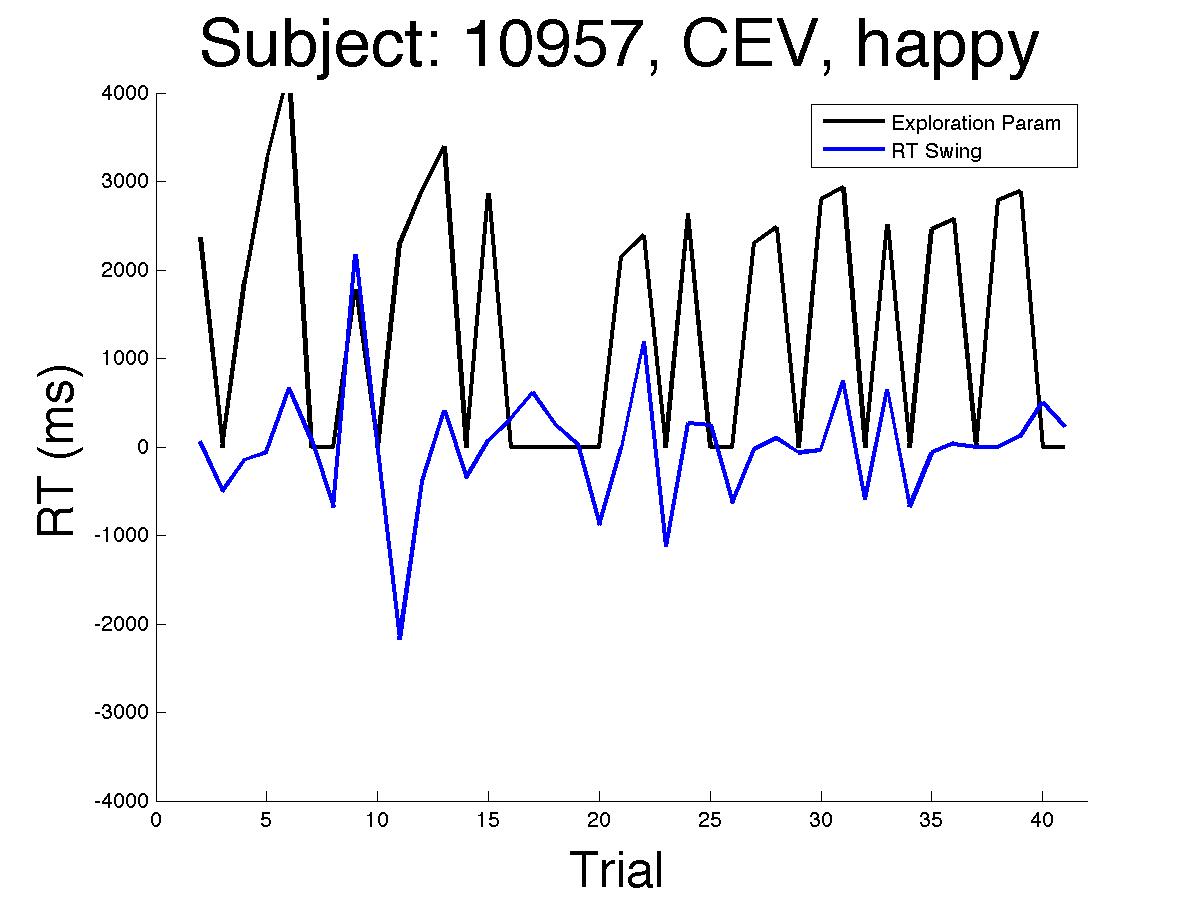 Subject: 10957, CEV, happy
Exploration Param
RT Swing
4000
3000
2000
1000
0
-1000
-2000
-3000
-4000
RT (ms)
0 5 10 15 20 25 30 35 40
Trial